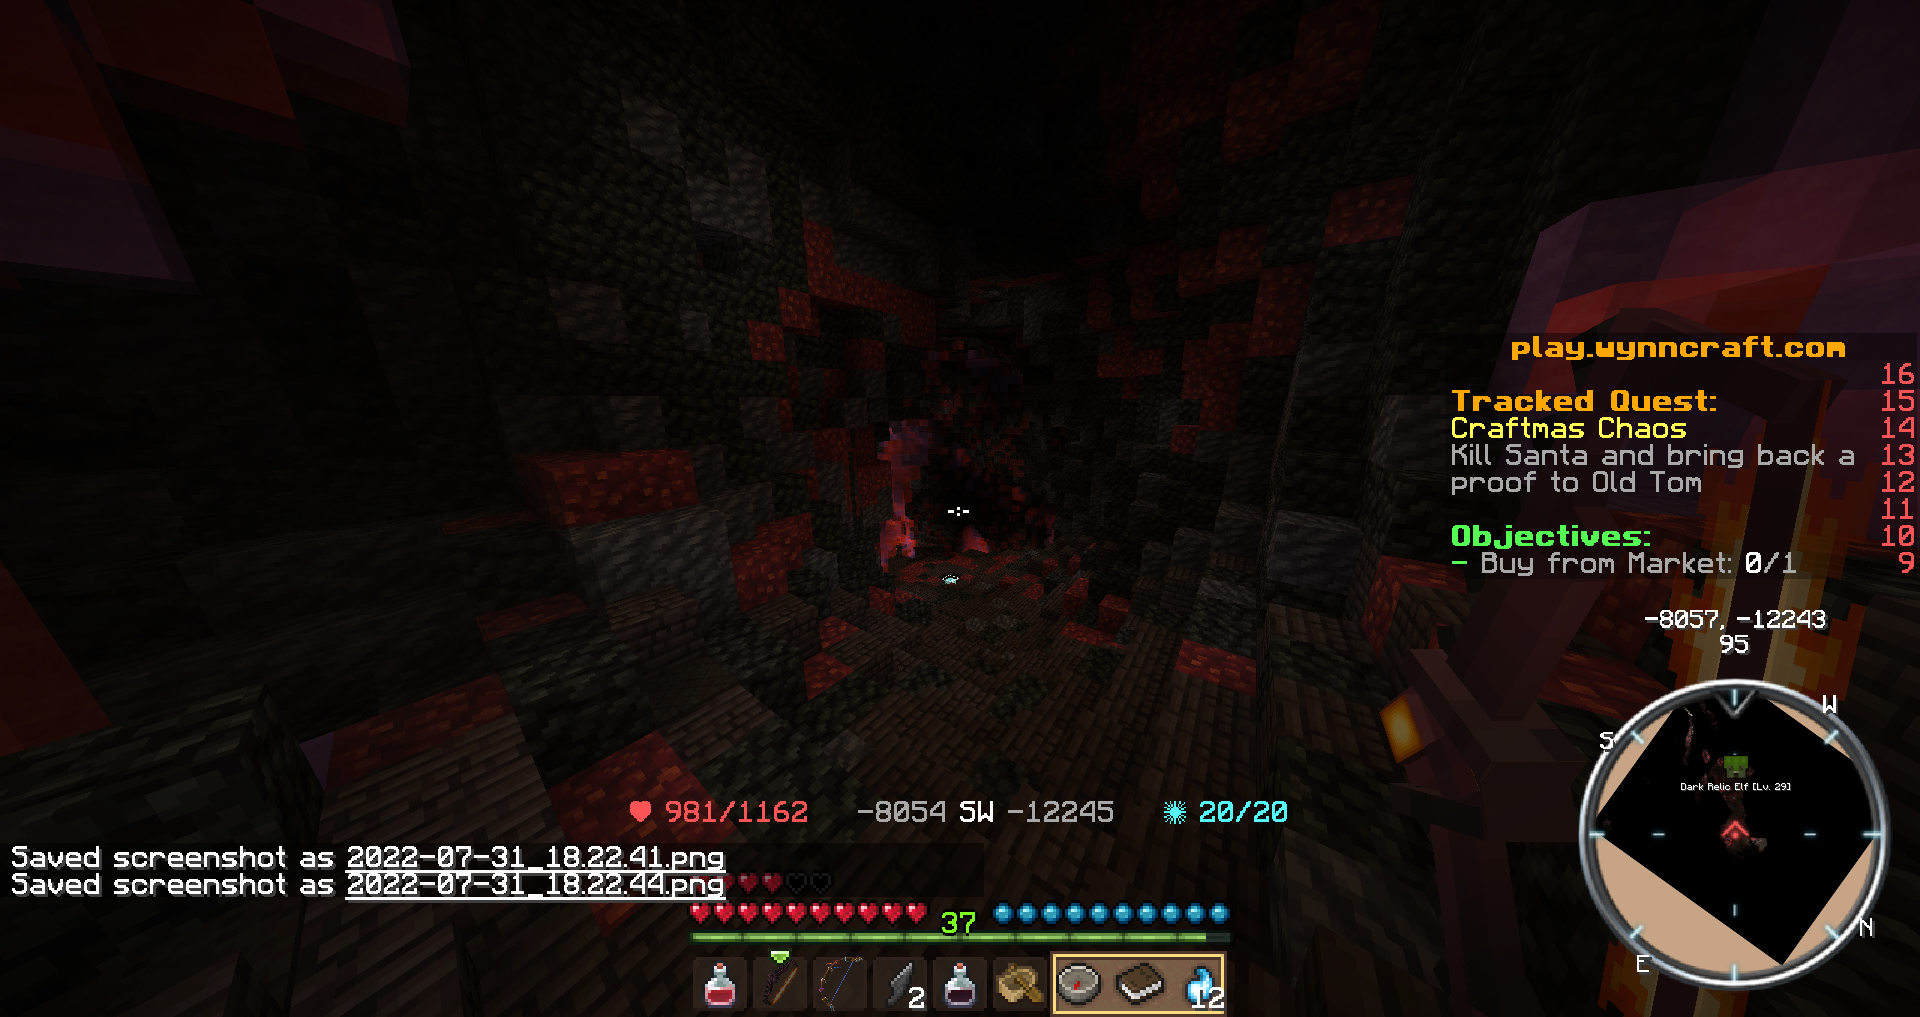 play.wynncraft.com
16
Tracked Quest: 15
Craftmas Chaos 14
Kill Santa and bring back a 13
proof to Old Tom 12
11
Objectives: 10
- Buy from Market: 0/1 9
-8057, -12243
95
W
S
Dark Relic Elf [Lv. 29]
N
E
981/1162 -8054 SW -12245 20/20
Saved screenshot as 2022-07-31_18.22.41.png
Saved screenshot as 2022-07-31_18.22.44.png
37
2
12